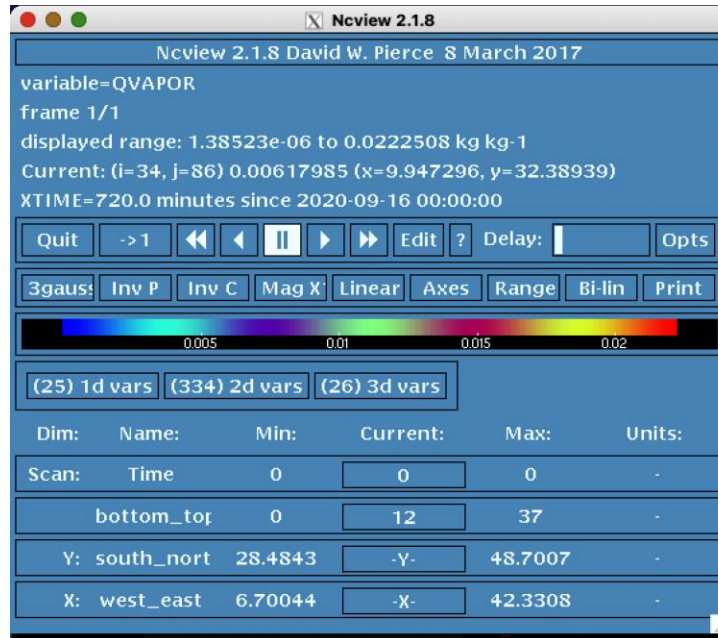 Ncview 2.1.8
Ncview 2.1.8 David W. Pierce 8 March 2017
variable=QVAPOR
frame 1/1
displayed range: 1.38523e-06 to 0.0222508 kg kg-1
Current: (i=34, j=86) 0.00617985 (x=9.947296, y=32.38939)
XTIME=720.0 minutes since 2020-09-16 00:00:00
Quit ->1 Edit ? Delay: Opts
3gauss Inv P Inv C Mag X Linear Axes Range Bi-lin Print
0.005 0.01 0.015 0.02
(25) 1d vars (334) 2d vars (26) 3d vars
Dim: Name: Min: Current: Max: Units:
Scan: Time 0 0 0 -
bottom_top 0 12 37 -
Y: south_nort 28.4843 -Y- 48.7007 -
X: west_east 6.70044 -X- 42.3308 -